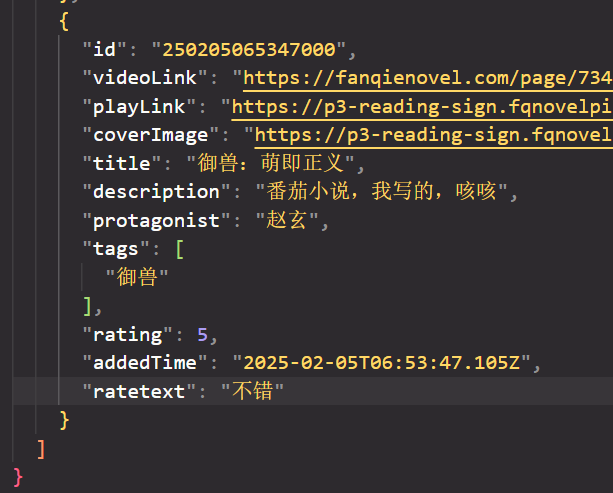 {
"id": "250205065347000",
"videoLink": "https://fanqienovel.com/page/734
"playLink": "https://p3-reading-sign.fqnovelpi
"coverImage": "https://p3-reading-sign.fqnovel
"title": "御兽：萌即正义",
"description": "番茄小说，我写的，咳咳",
"protagonist": "赵玄",
"tags": [
"御兽"
],
"rating": 5,
"addedTime": "2025-02-05T06:53:47.105Z",
"ratetext": "不错"
}
]
}